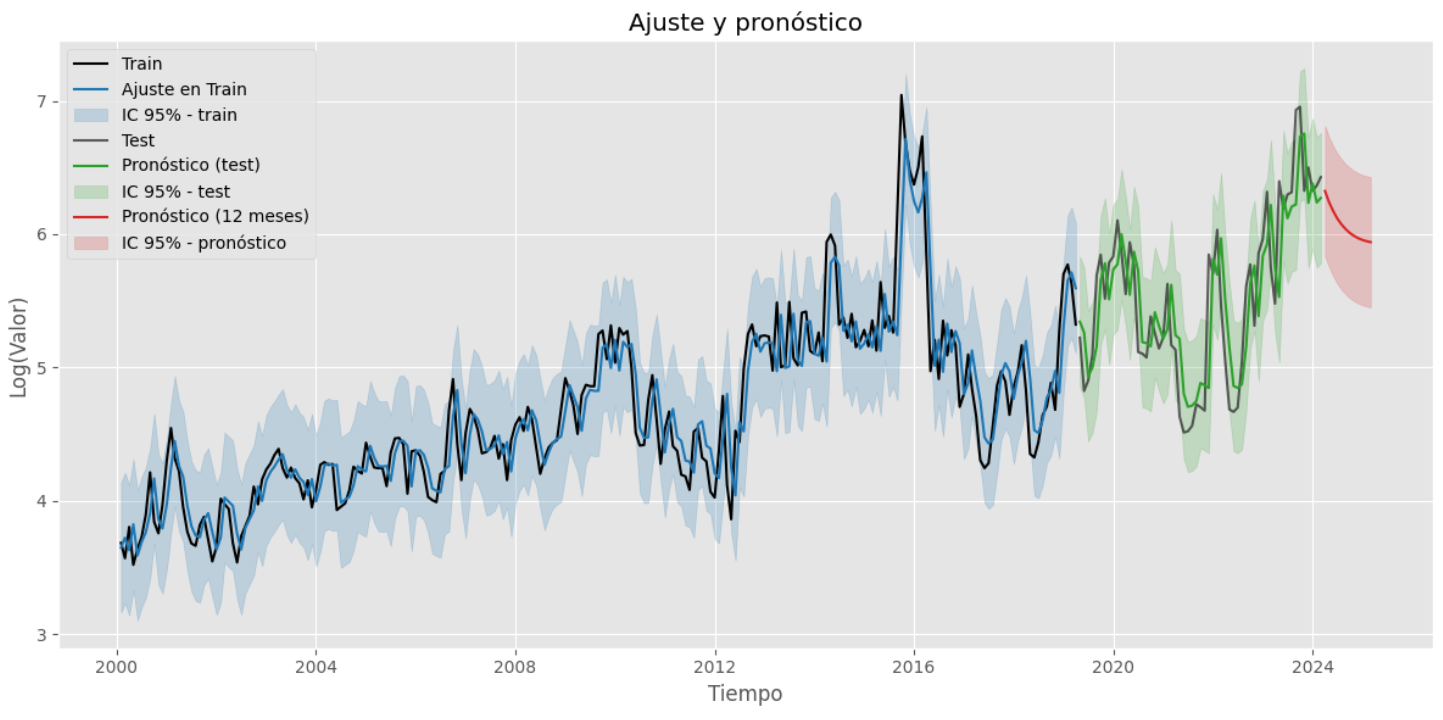 Ajuste y pronóstico
Train
Ajuste en Train
IC 95% - train
Test
Pronóstico (test)
IC 95% - test
Pronóstico (12 meses)
IC 95% - pronóstico
Log(Valor)
7
6
5
4
3
2000 2004 2008 2012 2016 2020 2024
Tiempo